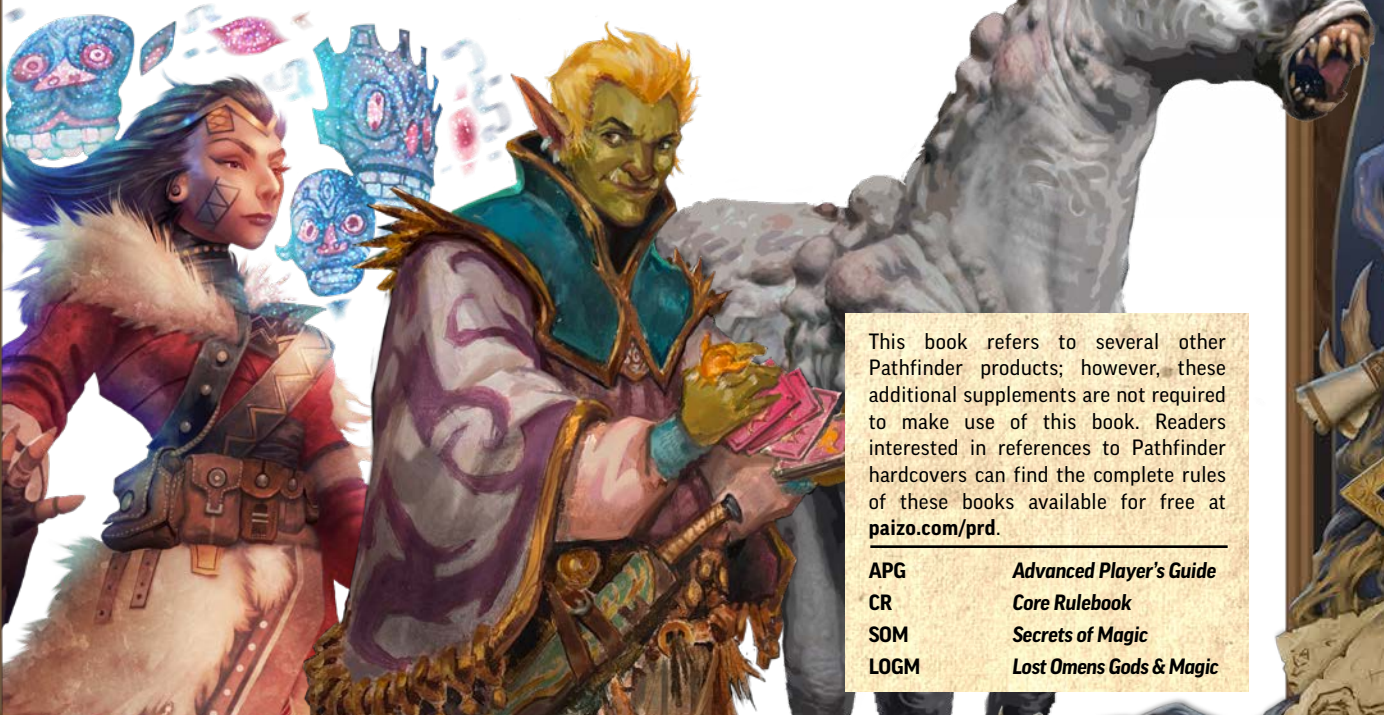 This book refers to several other
Pathfinder products; however, these
additional supplements are not required
to make use of this book. Readers
interested in references to Pathfinder
hardcovers can find the complete rules
of these books available for free at
paizo.com/prd.
APG Advanced Player's Guide
CR Core Rulebook
SOM Secrets of Magic
LOGM Lost Omens Gods & Magic